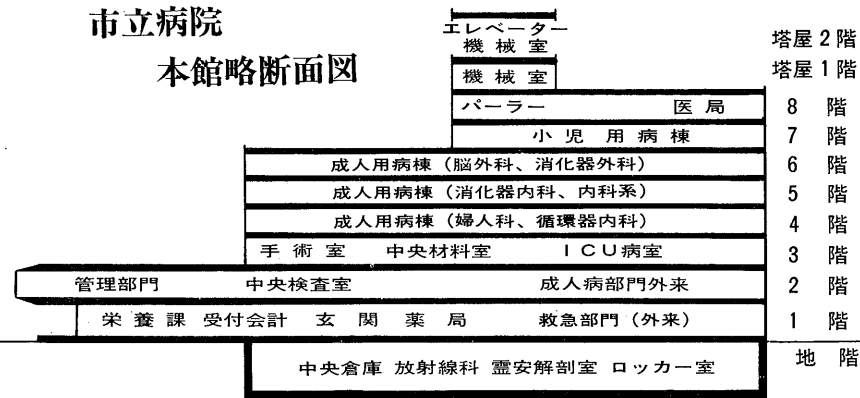 市立病院
本館略断面図
エレベーター
機械室 塔屋2階
機械室 塔屋1階
パーラー 医局 8階
小児用病棟 7階
成人用病棟（脳外科、消化器外科） 6階
成人用病棟（消化器内科、内科系） 5階
成人用病棟（婦人科、循環器内科） 4階
手術室 中央材料室 ICU病室 3階
管理部門 中央検査室 成人病部門外来 2階
栄養課 受付会計 玄関薬局 救急部門（外来） 1階
中央倉庫 放射線科 霊安解剖室 ロッカー室 地階